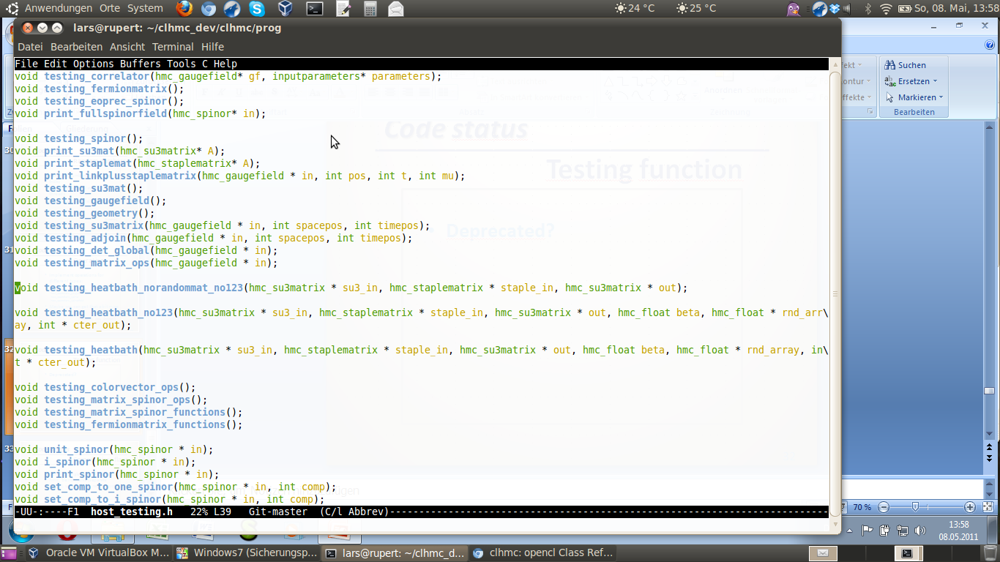 Anwendungen Orte System
24 °C 25 °C
So, 08. Mai, 13:58
lars@rupert: ~/clhmc_dev/clhmc/prog
Datei Bearbeiten Ansicht Terminal Hilfe
File Edit Options Buffers Tools C Help
void testing_correlator(hmc_gaugefield* gf, inputparameters* parameters);
void testing_fermionmatrix();
void testing_eoprec_spinor();
void print_fullspinorfield(hmc_spinor* in);
void testing_spinor();
void print_su3mat(hmc_su3matrix* A);
void print_staplemat(hmc_staplematrix* A);
void print_linkplusstaplematrix(hmc_gaugefield * in, int pos, int t, int mu);
void testing_su3mat();
void testing_gaugefield();
void testing_geometry();
void testing_su3matrix(hmc_gaugefield * in, int spacepos, int timepos);
void testing_adjoin(hmc_gaugefield * in, int spacepos, int timepos);
void testing_det_global(hmc_gaugefield * in);
void testing_matrix_ops(hmc_gaugefield * in);
void testing_heatbath_norandommat_no123(hmc_su3matrix * su3_in, hmc_staplematrix * staple_in, hmc_su3matrix * out);
void testing_heatbath_no123(hmc_su3matrix * su3_in, hmc_staplematrix * staple_in, hmc_su3matrix * out, hmc_float beta, hmc_float * rnd_arr\
ay, int * cter_out);
void testing_heatbath(hmc_su3matrix * su3_in, hmc_staplematrix * staple_in, hmc_su3matrix * out, hmc_float beta, hmc_float * rnd_array, in\
t * cter_out);
void testing_colorvector_ops();
void testing_matrix_spinor_ops();
void testing_matrix_spinor_functions();
void testing_fermionmatrix_functions();
void unit_spinor(hmc_spinor * in);
void i_spinor(hmc_spinor * in);
void print_spinor(hmc_spinor * in);
void set_comp_to_one_spinor(hmc_spinor * in, int comp);
void set_comp_to_i_spinor(hmc_spinor * in, int comp);
-UU-:----F1 host_testing.h 22% L39 Git-master (C/l Abbrev)
Code status
Testing function
Deprecated?
Suchen
Ersetzen
Markieren
Bearbeiten
30
31
32
33
70 %
13:58
08.05.2011
Oracle VM VirtualBox M...
Windows7 (Sicherungsp...
lars@rupert: ~/clhmc_d...
clhmc: opencl Class Ref...